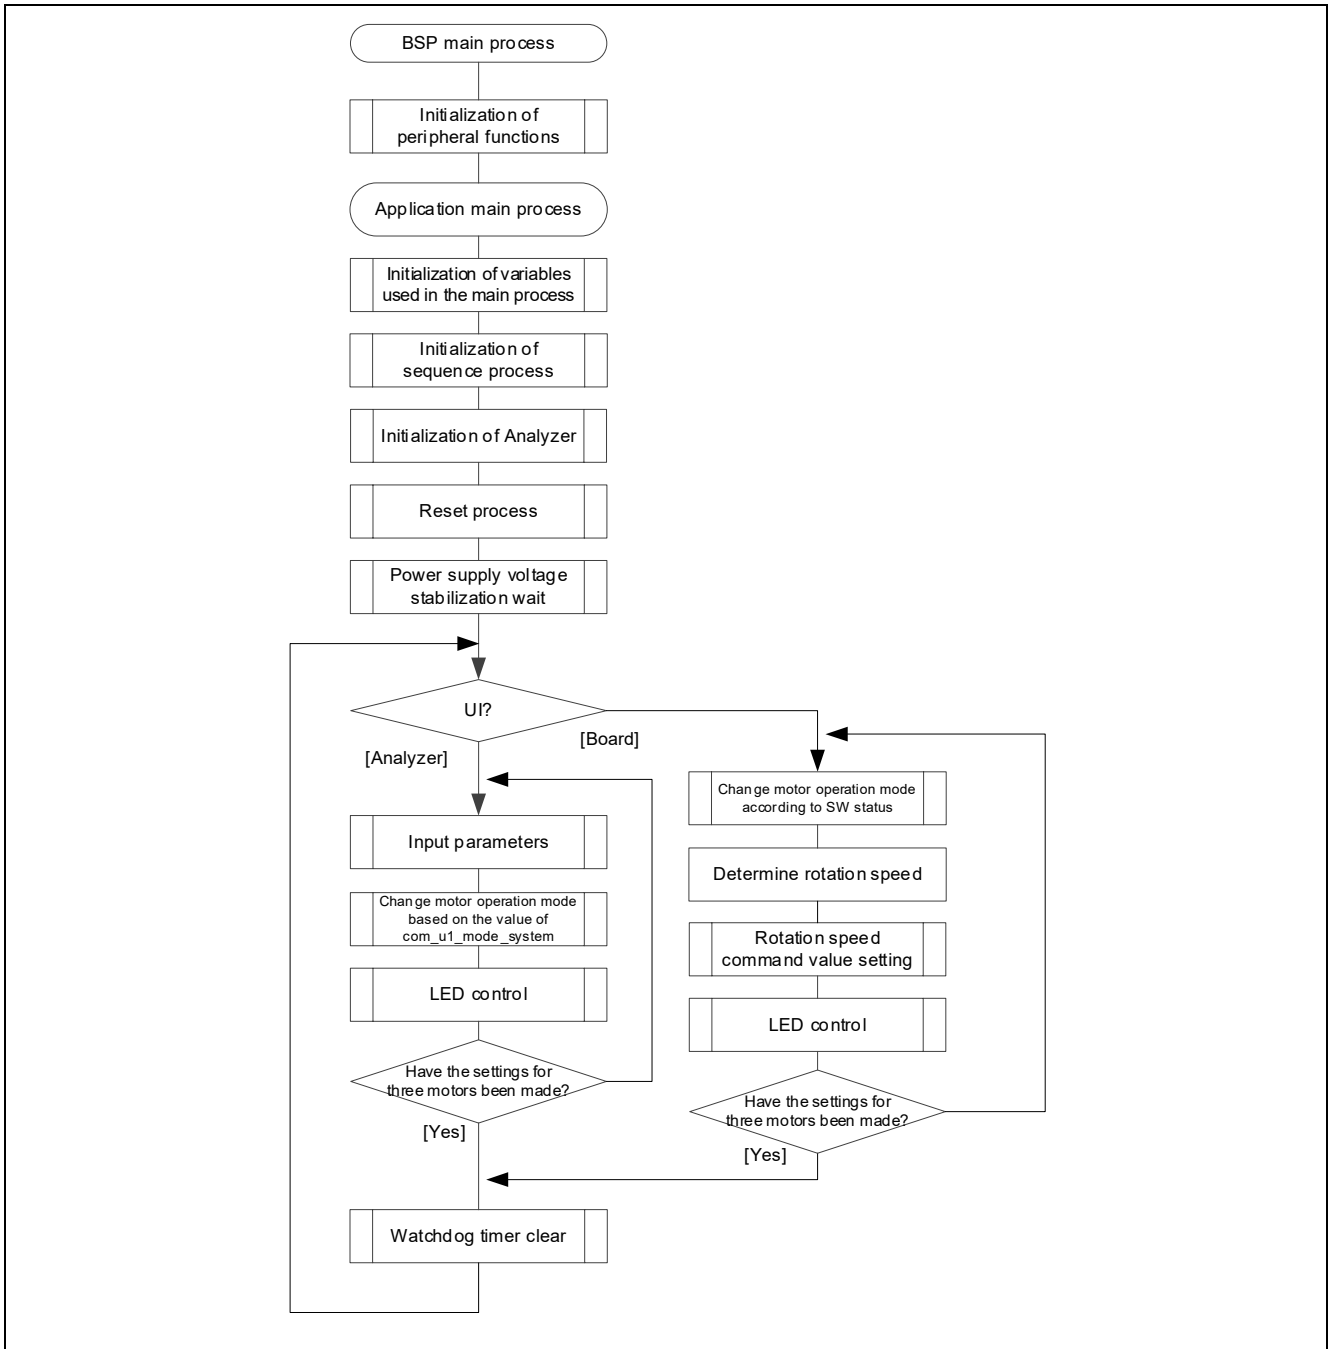 BSP main process
Initialization of
peripheral functions
Application main process
Initialization of variables
used in the main process
Initialization of
sequence process
Initialization of Analyzer
Reset process
Power supply voltage
stabilization wait
UI?
[Analyzer]
[Board]
Input parameters
Change motor operation mode
based on the value of
com_u1_mode_system
LED control
Have the settings for
three motors been made?
[Yes]
Change motor operation mode
according to SW status
Determine rotation speed
Rotation speed
command value setting
LED control
Have the settings for
three motors been made?
[Yes]
Watchdog timer clear